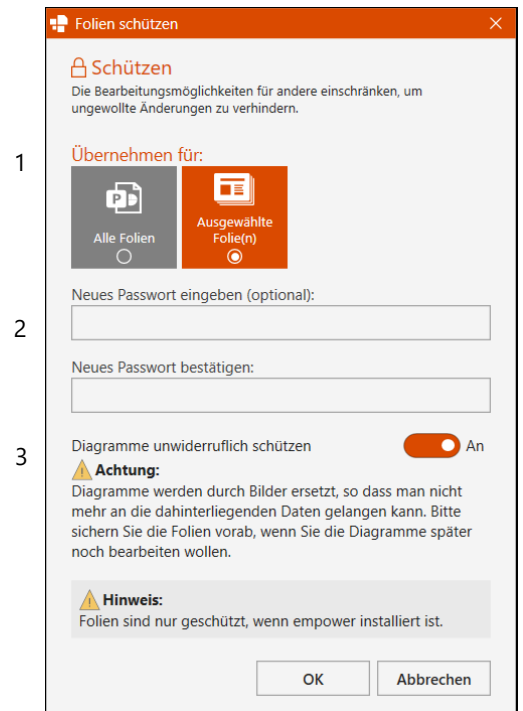 Folien schützen
Schützen
Die Bearbeitungsmöglichkeiten für andere einschränken, um
ungewollte Änderungen zu verhindern.
1
Übernehmen für:
Alle Folien
Ausgewählte
Folie(n)
Neues Passwort eingeben (optional):
2
Neues Passwort bestätigen:
3
Diagramme unwiderruflich schützen
An
Achtung:
Diagramme werden durch Bilder ersetzt, so dass man nicht
mehr an die dahinterliegenden Daten gelangen kann. Bitte
sichern Sie die Folien vorab, wenn Sie die Diagramme später
noch bearbeiten wollen.
Hinweis:
Folien sind nur geschützt, wenn empower installiert ist.
OK
Abbrechen